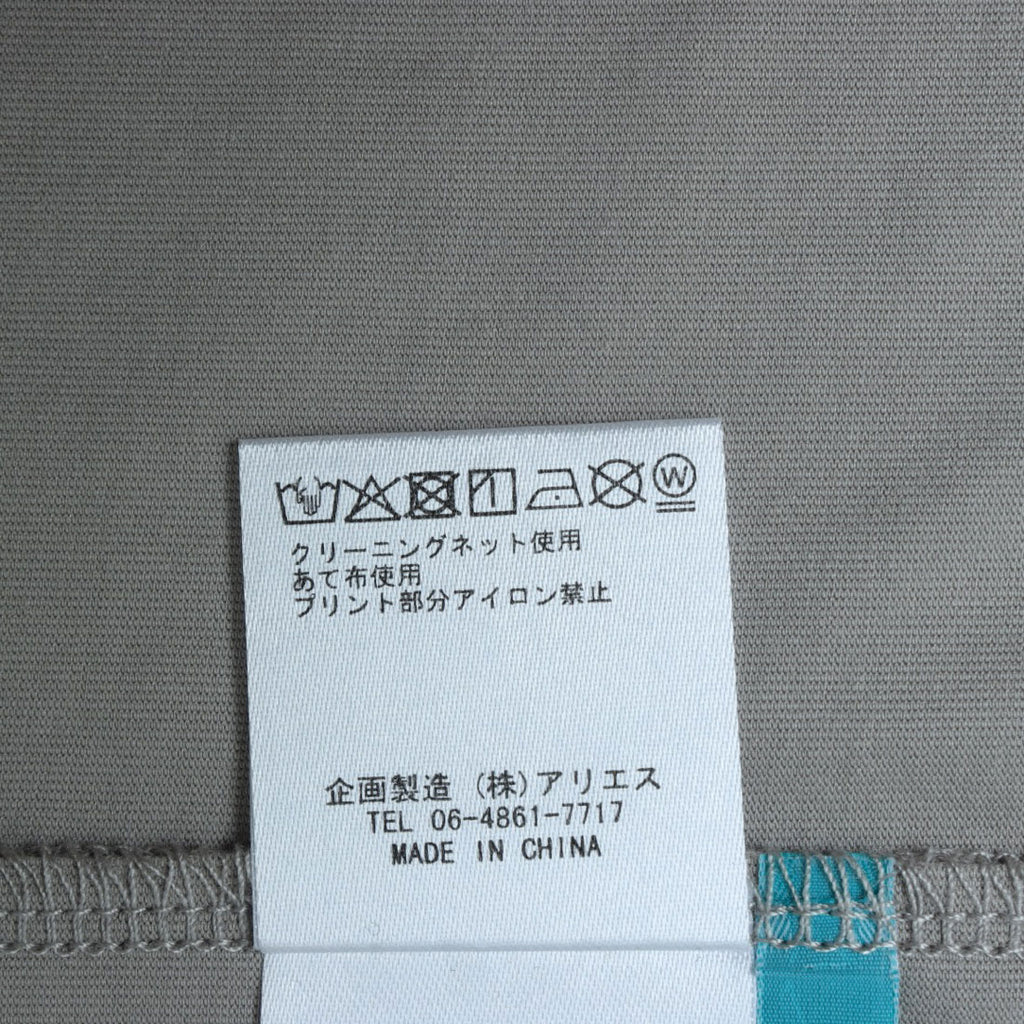 W
クリーニングネット使用
あて布使用
プリント部分アイロン禁止
企画製造 (株)アリエス
TEL 06-4861-7717
MADE IN CHINA